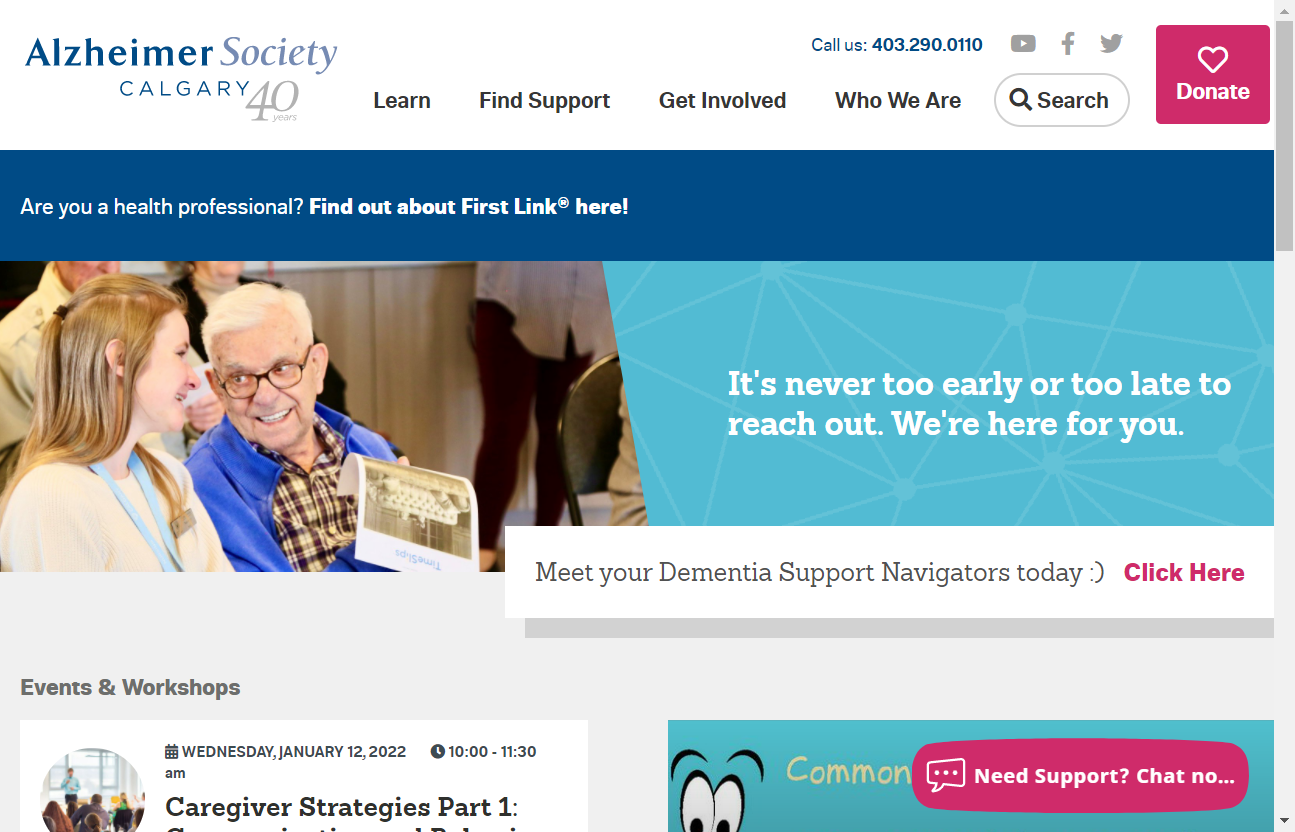 Alzheimer Society
CALGARY 40
years
Call us: 403.290.0110
Learn
Find Support
Get Involved
Who We Are
Search
Donate
Are you a health professional? Find out about First Link® here!
It's never too early or too late to
reach out. We're here for you.
TimeSlips
Meet your Dementia Support Navigators today :) Click Here
Events & Workshops
WEDNESDAY, JANUARY 12, 2022 10:00 - 11:30
am
Caregiver Strategies Part 1:
Common
Need Support? Chat no...